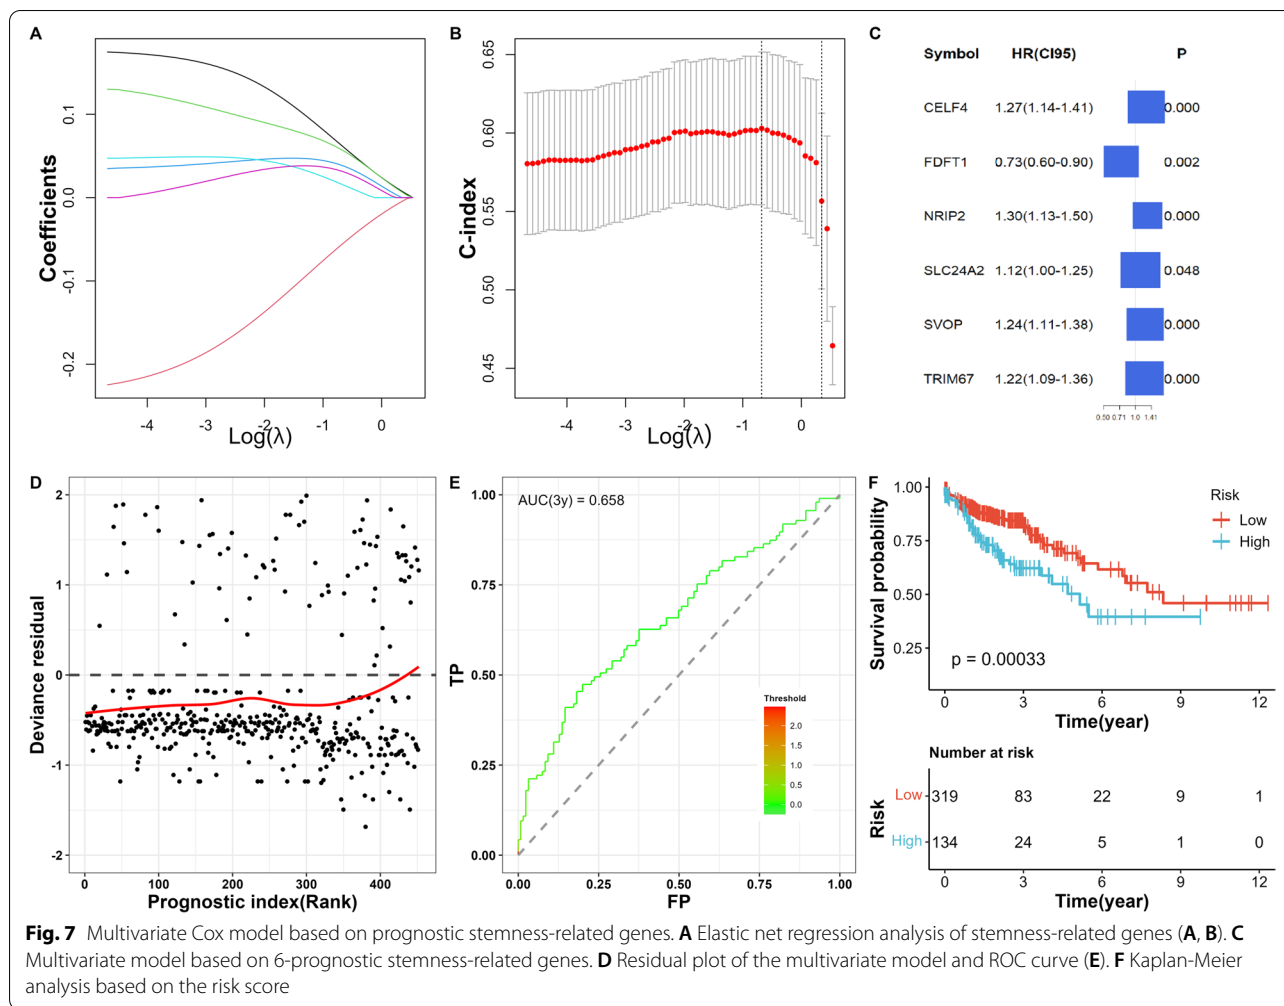 A
0.1
0.0
-0.1
-0.2
Coefficients
-4 -3 -2 -1 0
Log(λ)
B
0.65
0.60
0.55
0.50
0.45
C-index
-4 -3 -2 -1 0
Log(λ)
C
Symbol HR(CI95) P
CELF4 1.27(1.14-1.41) 0.000
FDFT1 0.73(0.60-0.90) 0.002
NRIP2 1.30(1.13-1.50) 0.000
SLC24A2 1.12(1.00-1.25) 0.048
SVOP 1.24(1.11-1.38) 0.000
TRIM67 1.22(1.09-1.36) 0.000
0.50 0.71 1.0 1.41
D
2
1
0
-1
-2
Deviance residual
0 100 200 300 400
Prognostic index(Rank)
E
AUC(3y) = 0.658
1.00
0.75
0.50
0.25
0.00
TP
Threshold
2.0
1.5
1.0
0.5
0.0
0.00 0.25 0.50 0.75 1.00
FP
F
1.00
0.75
0.50
0.25
Survival probability
Risk
Low
High
p = 0.00033
0 3 6 9 12
Time(year)
Number at risk
Risk
Low 319 83 22 9 1
High 134 24 5 1 0
0 3 6 9 12
Time(year)
Fig. 7 Multivariate Cox model based on prognostic stemness-related genes. A Elastic net regression analysis of stemness-related genes (A, B). C
Multivariate model based on 6-prognostic stemness-related genes. D Residual plot of the multivariate model and ROC curve (E). F Kaplan-Meier
analysis based on the risk score